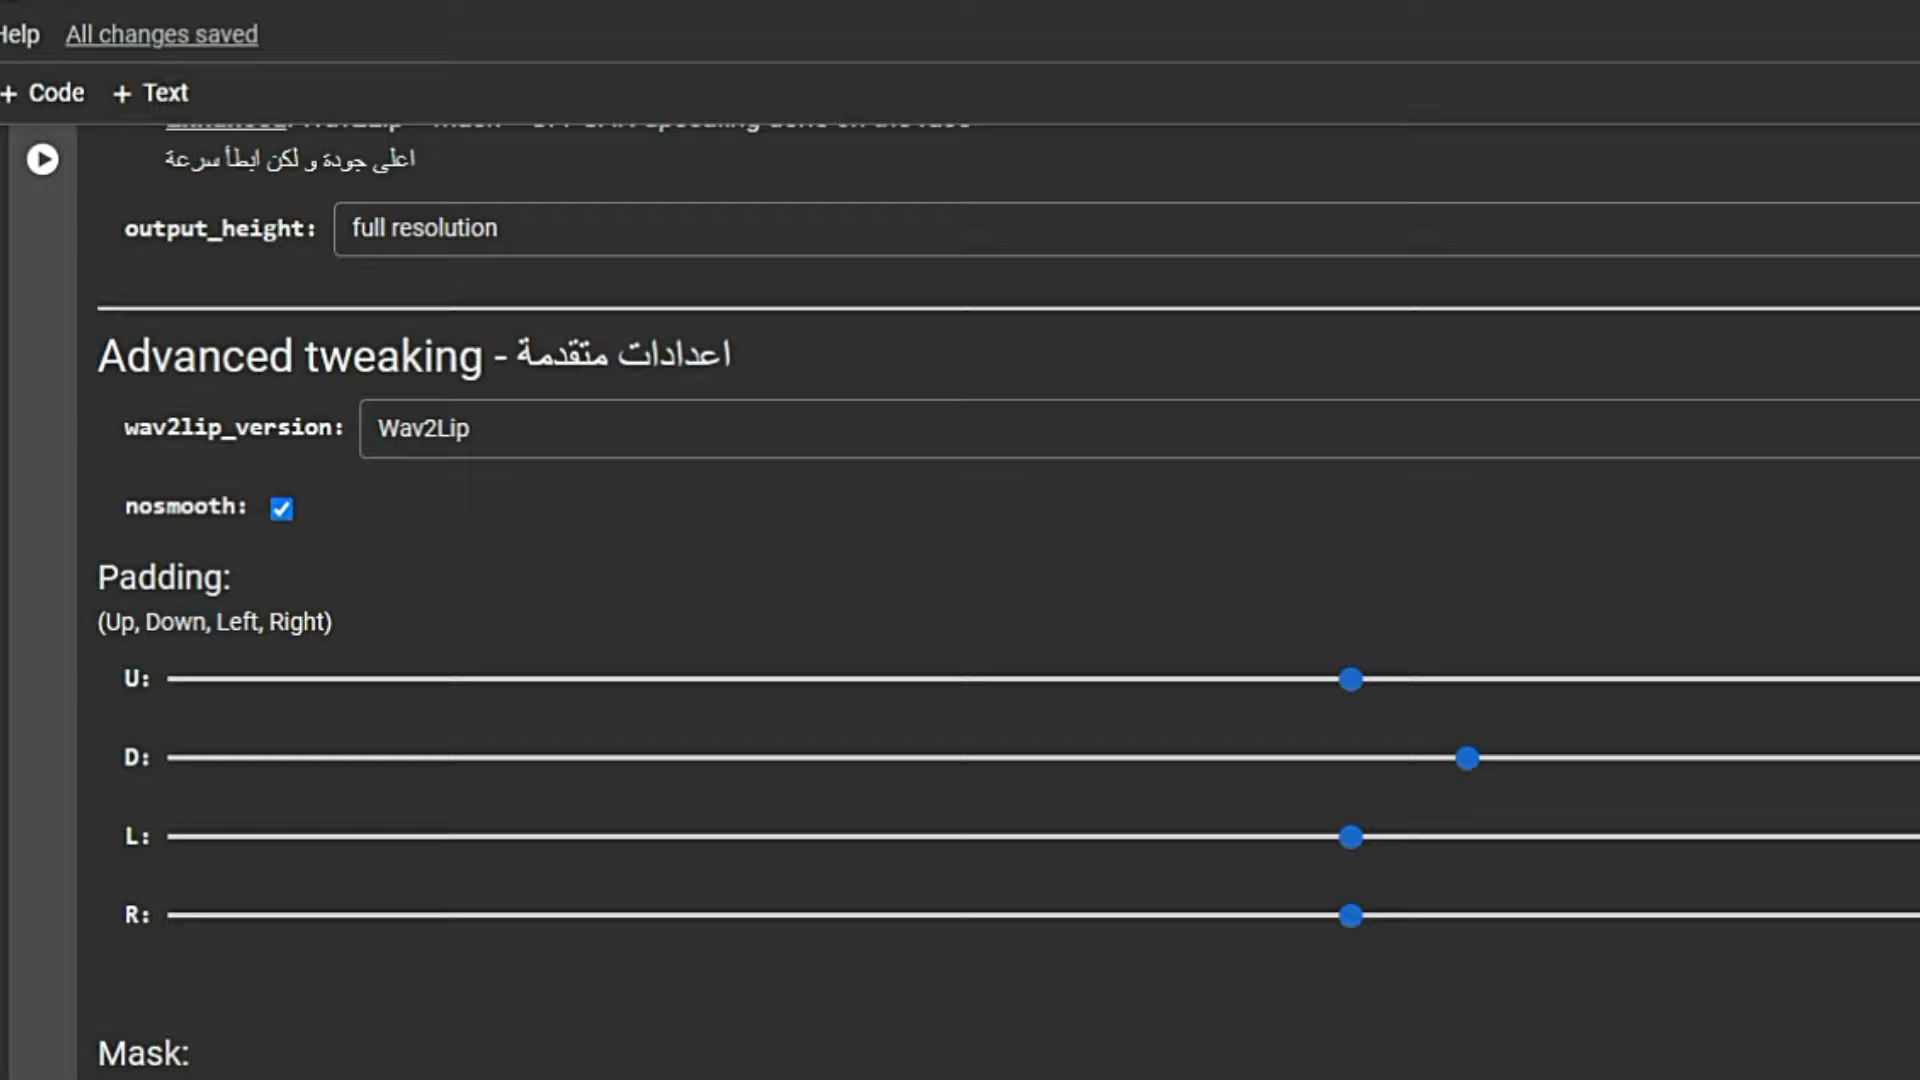 Help All changes saved
+ Code + Text
اعلى جودة و لكن ابطأ سرعة
output_height: full resolution
Advanced tweaking - اعدادات متقدمة
wav2lip_version: Wav2Lip
nosmooth:
Padding:
(Up, Down, Left, Right)
U:
D:
L:
R:
Mask: